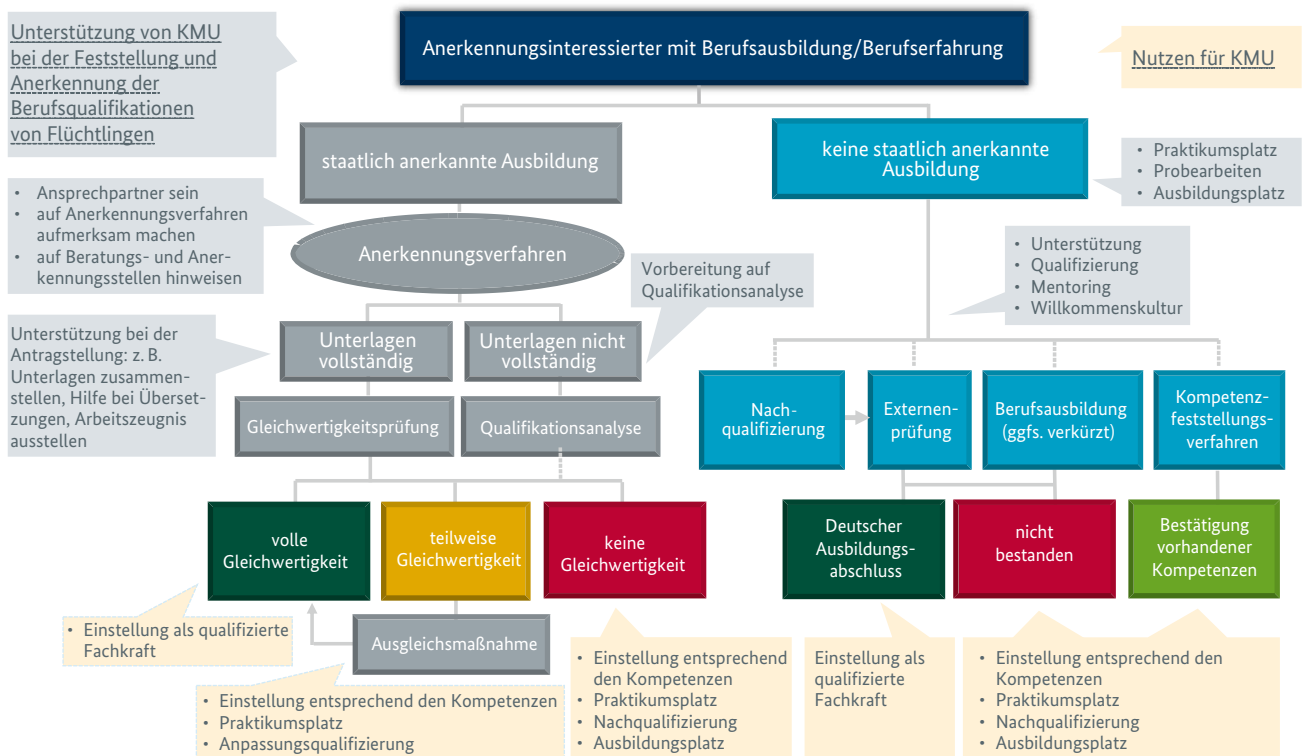 Unterstützung von KMU
bei der Feststellung und
Anerkennung der
Berufsqualifikationen
von Flüchtlingen
Anerkennungsinteressierter mit Berufsausbildung/Berufserfahrung
Nutzen für KMU
staatlich anerkannte Ausbildung
keine staatlich anerkannte
Ausbildung
• Praktikumsplatz
• Probearbeiten
• Ausbildungsplatz
• Ansprechpartner sein
• auf Anerkennungsverfahren
aufmerksam machen
• auf Beratungs- und Aner-
kennungsstellen hinweisen
Anerkennungsverfahren
Vorbereitung auf
Qualifikationsanalyse
• Unterstützung
• Qualifizierung
• Mentoring
• Willkommenskultur
Unterstützung bei der
Antragstellung: z. B.
Unterlagen zusammen-
stellen, Hilfe bei Überset-
zungen, Arbeitszeugnis
ausstellen
Unterlagen
vollständig
Unterlagen nicht
vollständig
Gleichwertigkeitsprüfung
Qualifikationsanalyse
Nach-
qualifizierung
Externen-
prüfung
Berufsausbildung
(ggfs. verkürzt)
Kompetenz-
feststellungs-
verfahren
volle
Gleichwertigkeit
teilweise
Gleichwertigkeit
keine
Gleichwertigkeit
Deutscher
Ausbildungs-
abschluss
nicht
bestanden
Bestätigung
vorhandener
Kompetenzen
• Einstellung als qualifizierte
Fachkraft
Ausgleichsmaßnahme
• Einstellung entsprechend den Kompetenzen
• Praktikumsplatz
• Anpassungsqualifizierung
• Einstellung entsprechend
den Kompetenzen
• Praktikumsplatz
• Nachqualifizierung
• Ausbildungsplatz
Einstellung als
qualifizierte
Fachkraft
• Einstellung entsprechend den
Kompetenzen
• Praktikumsplatz
• Nachqualifizierung
• Ausbildungsplatz